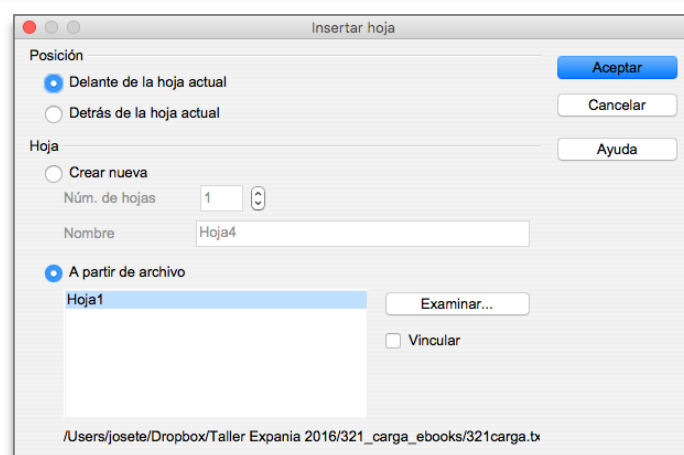 Insertar hoja
Posición
Aceptar
Delante de la hoja actual
Cancelar
Detrás de la hoja actual
Hoja
Ayuda
Crear nueva
Núm. de hojas 1
Nombre Hoja4
A partir de archivo
Hoja1
Examinar...
Vincular
/Users/josete/Dropbox/Taller Expania 2016/321_carga_ebooks/321carga.tx